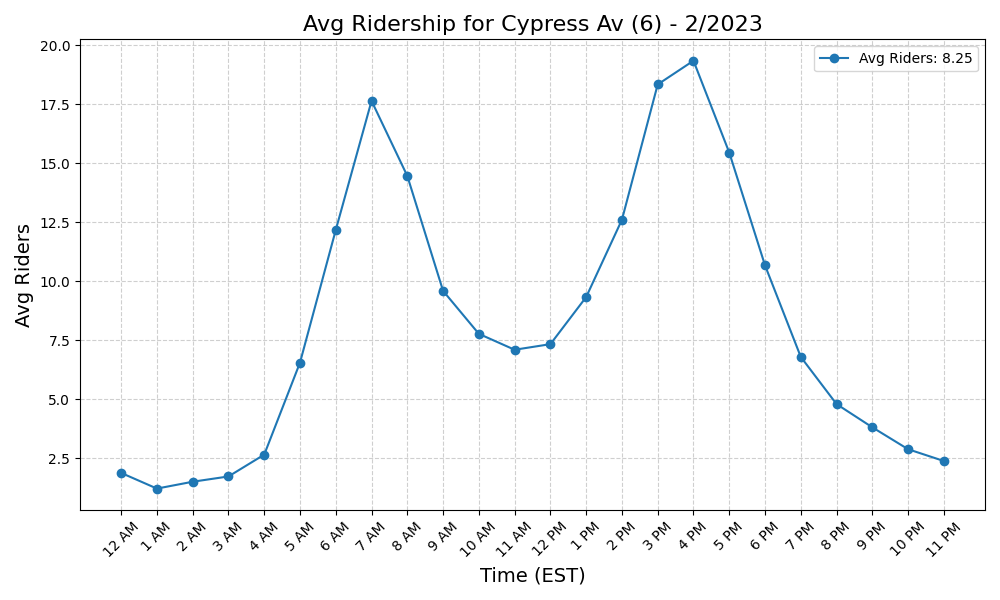 Avg Ridership for Cypress Av (6) - 2/2023
Avg Riders: 8.25
Avg Riders
20.0
17.5
15.0
12.5
10.0
7.5
5.0
2.5
12 AM 1 AM 2 AM 3 AM 4 AM 5 AM 6 AM 7 AM 8 AM 9 AM 10 AM 11 AM 12 PM 1 PM 2 PM 3 PM 4 PM 5 PM 6 PM 7 PM 8 PM 9 PM 10 PM 11 PM
Time (EST)